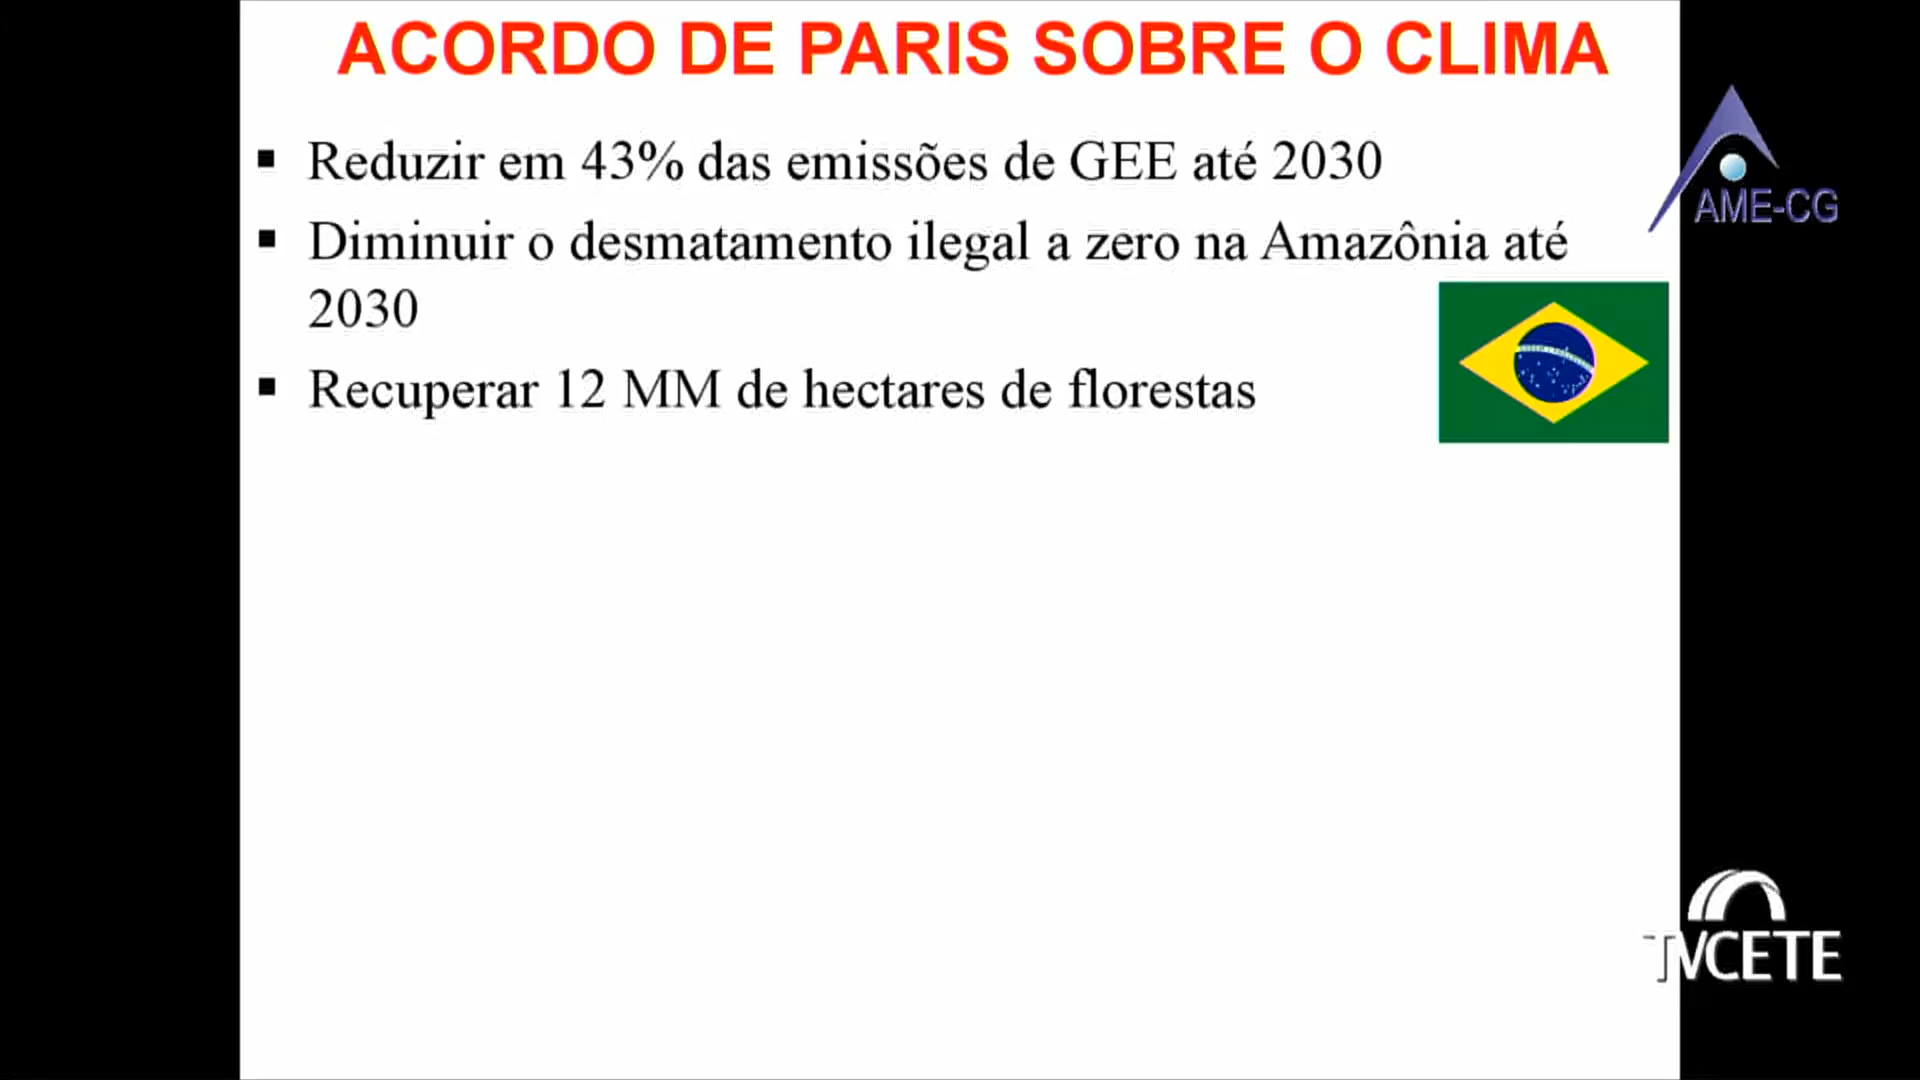 ACORDO DE PARIS SOBRE O CLIMA
Reduzir em 43% das emissões de GEE até 2030
Diminuir o desmatamento ilegal a zero na Amazônia até
2030
Recuperar 12 MM de hectares de florestas
AME-CG
TVCETE